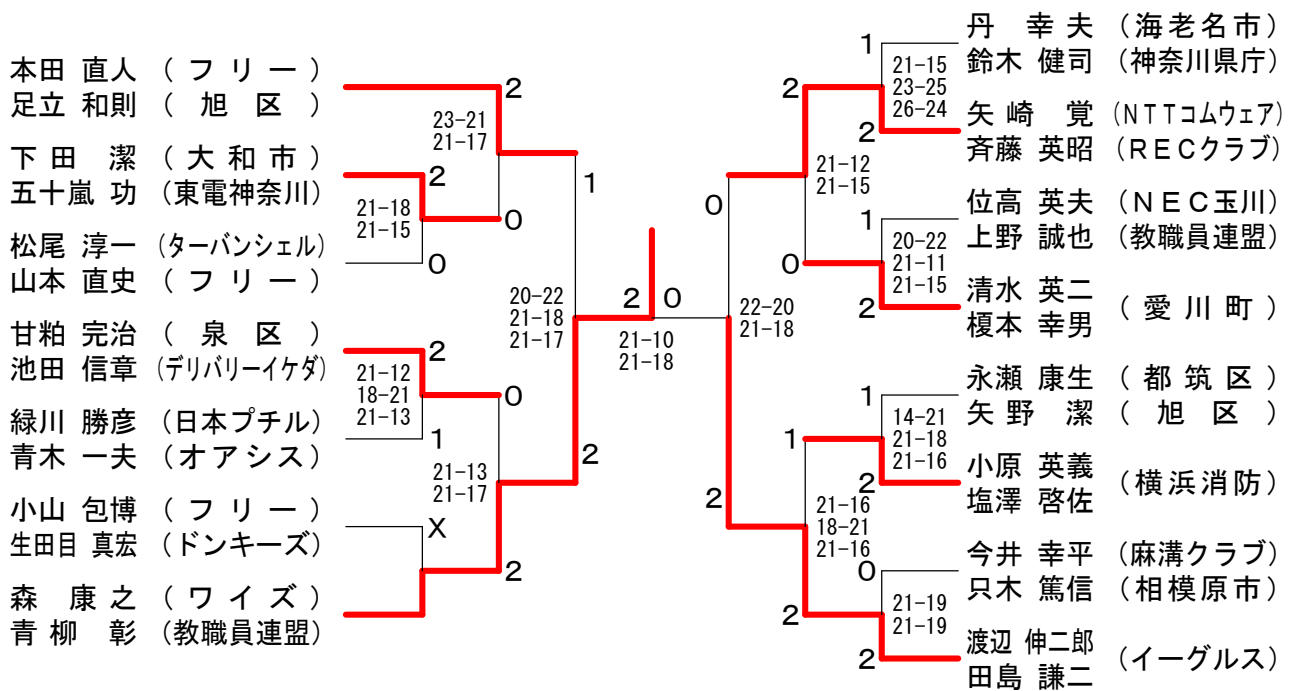 本田 直人 (フリー)
足立 和則 (旭区)
2
23-21
21-17
下田 潔 (大和市)
五十嵐 功 (東電神奈川)
2
21-18
21-15
0
松尾 淳一 (ターバンシェル)
山本 直史 (フリー)
0
1
甘粕 完治 (泉区)
池田 信章 (デリバリーイケダ)
2
21-12
18-21
21-13
0
緑川 勝彦 (日本プチル)
青木 一夫 (オアシス)
1
21-13
21-17
小山 包博 (フリー)
生田目 真宏 (ドンキーズ)
X
2
森 康之 (ワイズ)
青柳 彰 (教職員連盟)
20-22
21-18
21-17
2
2
0
21-10
21-18
丹 幸夫 (海老名市)
鈴木 健司 (神奈川県庁)
1
21-15
23-25
26-24
2
矢崎 覚 (NTTコムウェア)
斉藤 英昭 (RECクラブ)
2
21-12
21-15
0
位高 英夫 (NEC玉川)
上野 誠也 (教職員連盟)
1
20-22
21-11
21-15
0
清水 英二
榎本 幸男
(愛川町)
2
22-20
21-18
永瀬 康生 (都筑区)
矢野 潔 (旭区)
1
14-21
21-18
21-16
1
小原 英義
塩澤 啓佐
(横浜消防)
2
2
21-16
18-21
21-16
今井 幸平 (麻溝クラブ)
只木 篤信 (相模原市)
0
21-19
21-19
2
渡辺 伸二郎
田島 謙二
(イーグルス)
2